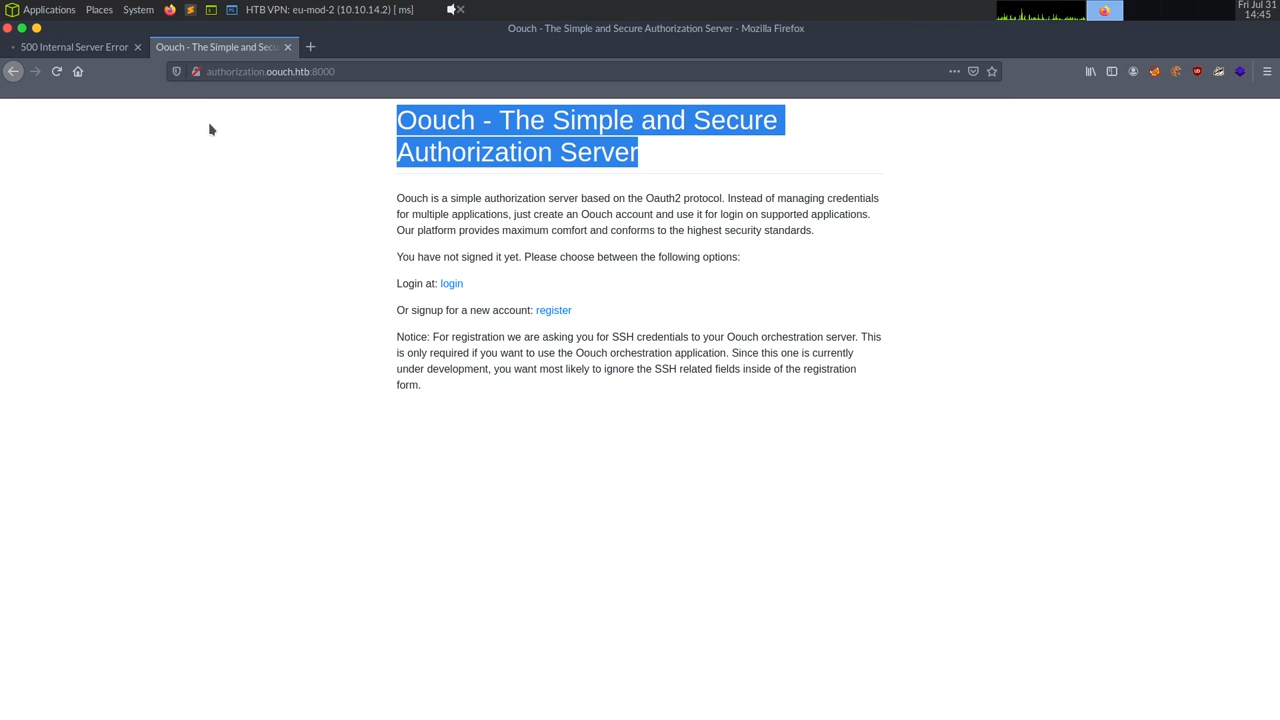 Applications Places System HTB VPN: eu-mod-2 (10.10.14.2) [ ms] Fri Jul 31
14:45
Oouch - The Simple and Secure Authorization Server - Mozilla Firefox
500 Internal Server Error Oouch - The Simple and Secu
authorization.oouch.htb:8000
Oouch - The Simple and Secure
Authorization Server
Oouch is a simple authorization server based on the Oauth2 protocol. Instead of managing credentials
for multiple applications, just create an Oouch account and use it for login on supported applications.
Our platform provides maximum comfort and conforms to the highest security standards.
You have not signed it yet. Please choose between the following options:
Login at: login
Or signup for a new account: register
Notice: For registration we are asking you for SSH credentials to your Oouch orchestration server. This
is only required if you want to use the Oouch orchestration application. Since this one is currently
under development, you want most likely to ignore the SSH related fields inside of the registration
form.